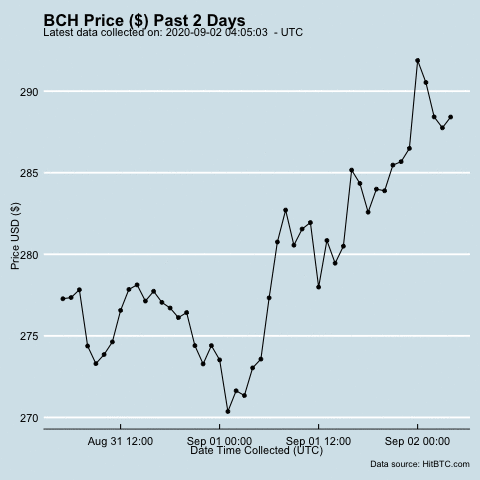 BCH Price ($) Past 2 Days
Latest data collected on: 2020-09-02 04:05:03 - UTC
290
285
280
275
270
Price USD ($)
Aug 31 12:00 Sep 01 00:00 Sep 01 12:00 Sep 02 00:00
Date Time Collected (UTC)
Data source: HitBTC.com